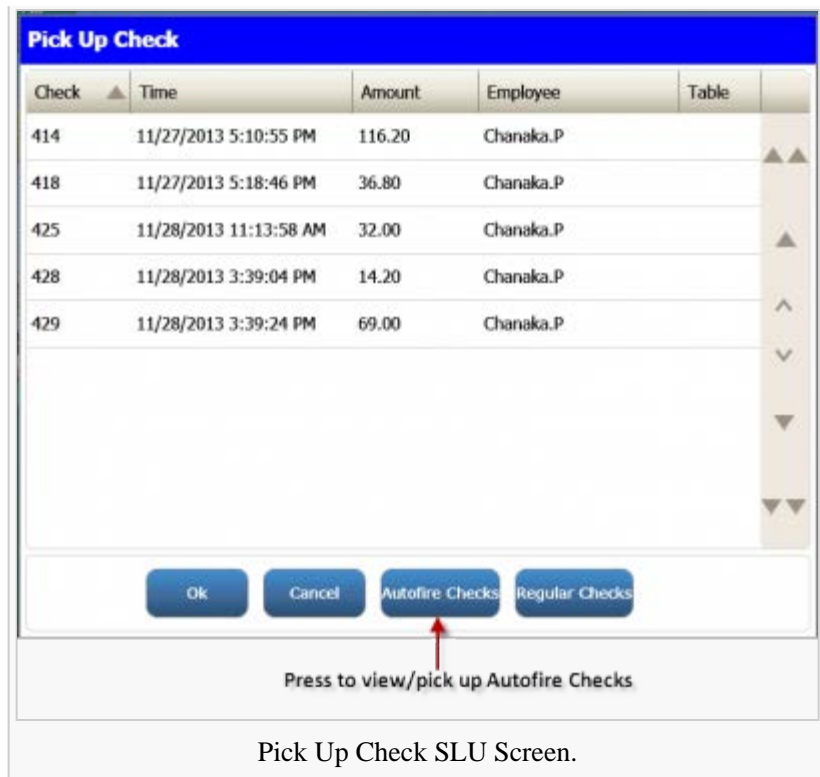 Pick Up Check
Check Time Amount Employee Table
414 11/27/2013 5:10:55 PM 116.20 Chanaka.P
418 11/27/2013 5:18:46 PM 36.80 Chanaka.P
425 11/28/2013 11:13:58 AM 32.00 Chanaka.P
428 11/28/2013 3:39:04 PM 14.20 Chanaka.P
429 11/28/2013 3:39:24 PM 69.00 Chanaka.P
Ok Cancel Autofire Checks Regular Checks
Press to view/pick up Autofire Checks
Pick Up Check SLU Screen.